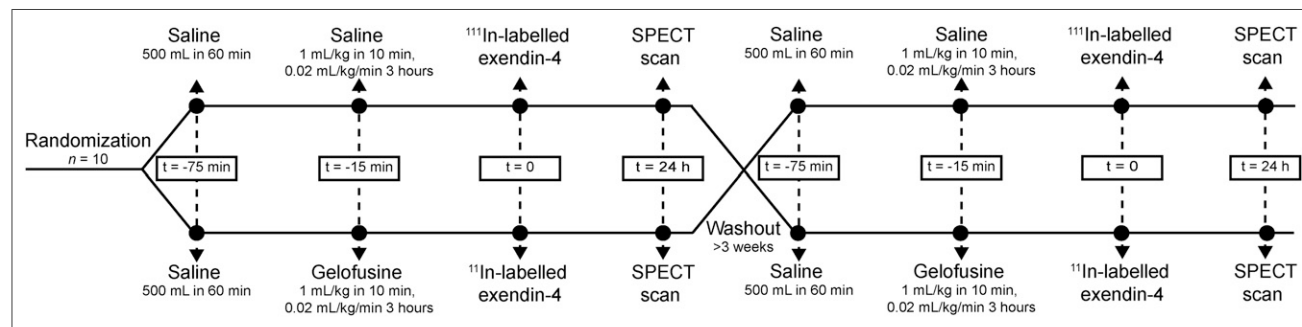 Saline
500 mL in 60 min
Saline
1 mL/kg in 10 min,
0.02 mL/kg/min 3 hours
¹¹¹In-labelled
exendin-4
SPECT
scan
Saline
500 mL in 60 min
Saline
1 mL/kg in 10 min,
0.02 mL/kg/min 3 hours
¹¹¹In-labelled
exendin-4
SPECT
scan
Randomization
n = 10
t = -75 min
t = -15 min
t = 0
t = 24 h
t = -75 min
t = -15 min
t = 0
t = 24 h
Washout
>3 weeks
Saline
500 mL in 60 min
Gelofusine
1 mL/kg in 10 min,
0.02 mL/kg/min 3 hours
¹¹In-labelled
exendin-4
SPECT
scan
Saline
500 mL in 60 min
Gelofusine
1 mL/kg in 10 min,
0.02 mL/kg/min 3 hours
¹¹In-labelled
exendin-4
SPECT
scan